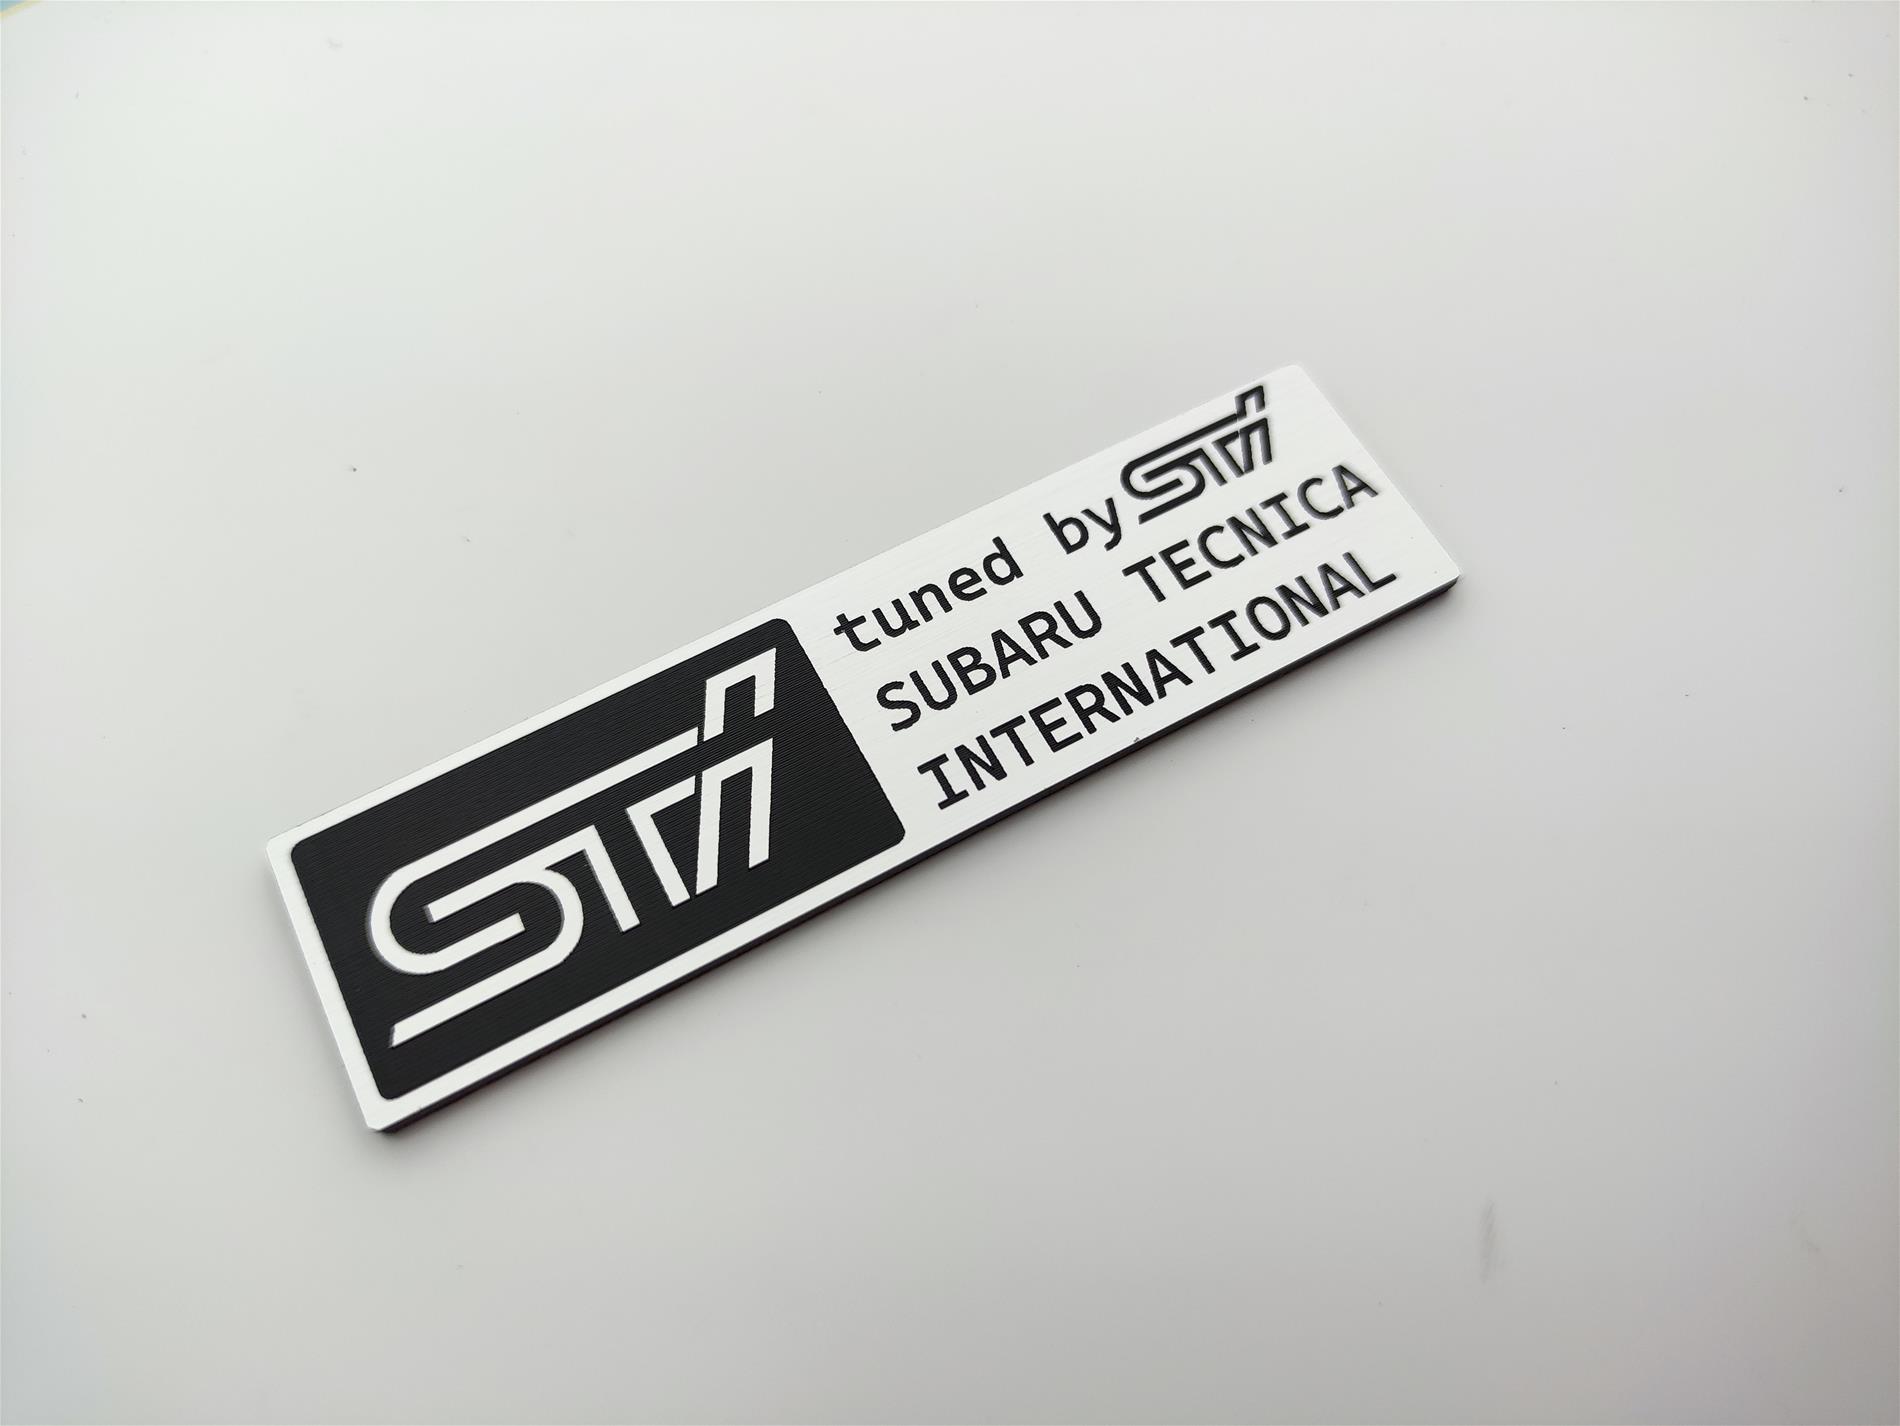 STi
tuned by STi
SUBARU TECNICA
INTERNATIONAL